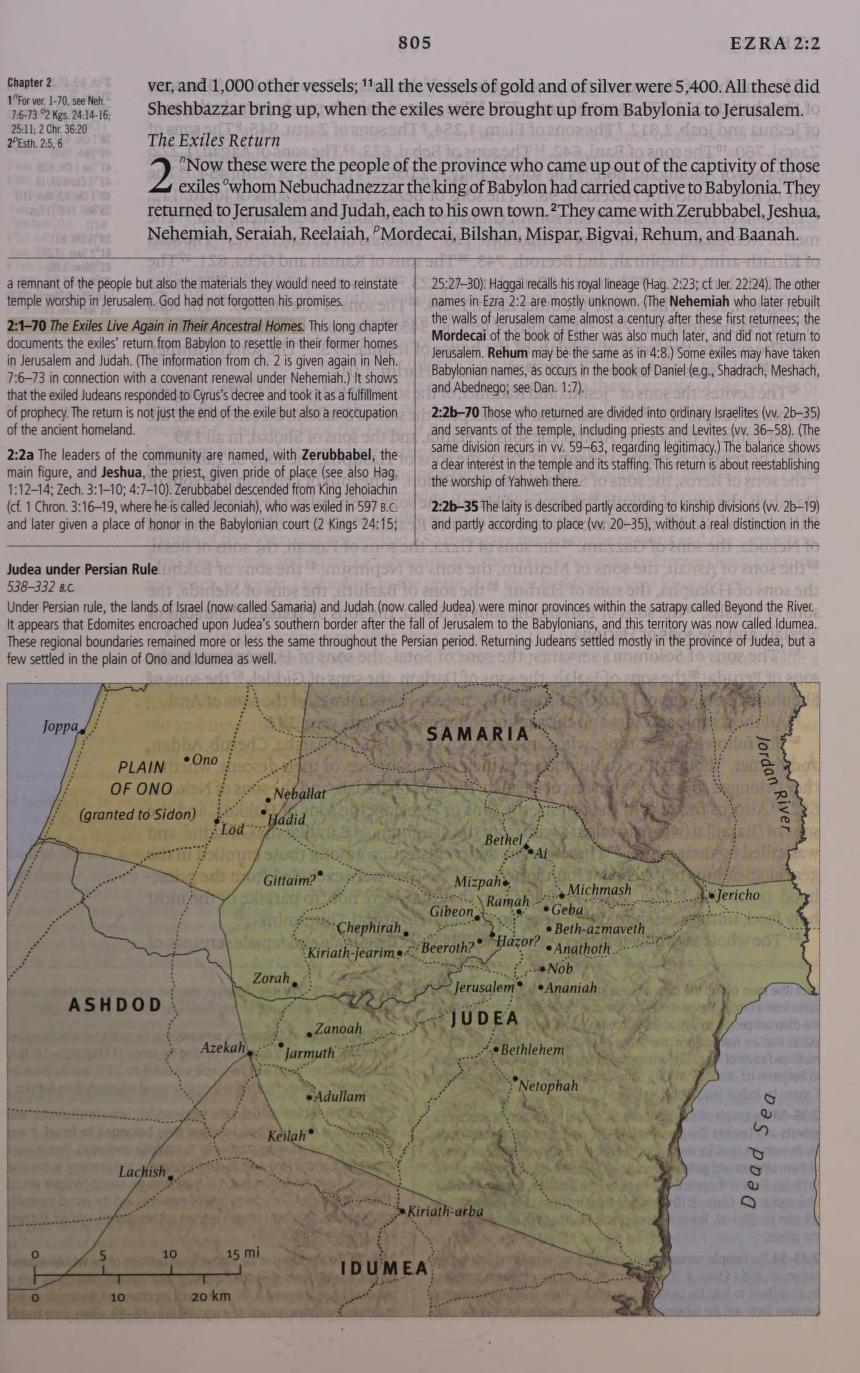 805
EZRA 2:2
Chapter 2
1ⁿFor ver. 1-70, see Neh.
7:6-73 ᵒ2 Kgs. 24:14-16;
25:11; 2 Chr. 36:20
2ᵖEsth. 2:5, 6
ver, and 1,000 other vessels; ¹¹all the vessels of gold and of silver were 5,400. All these did
Sheshbazzar bring up, when the exiles were brought up from Babylonia to Jerusalem.
The Exiles Return
2 ⁿNow these were the people of the province who came up out of the captivity of those
exiles ᵒwhom Nebuchadnezzar the king of Babylon had carried captive to Babylonia. They
returned to Jerusalem and Judah, each to his own town. ²They came with Zerubbabel, Jeshua,
Nehemiah, Seraiah, Reelaiah, ᵖMordecai, Bilshan, Mispar, Bigvai, Rehum, and Baanah.
a remnant of the people but also the materials they would need to reinstate
temple worship in Jerusalem. God had not forgotten his promises.
2:1–70 The Exiles Live Again in Their Ancestral Homes. This long chapter
documents the exiles' return from Babylon to resettle in their former homes
in Jerusalem and Judah. (The information from ch. 2 is given again in Neh.
7:6–73 in connection with a covenant renewal under Nehemiah.) It shows
that the exiled Judeans responded to Cyrus's decree and took it as a fulfillment
of prophecy. The return is not just the end of the exile but also a reoccupation
of the ancient homeland.
2:2a The leaders of the community are named, with Zerubbabel, the
main figure, and Jeshua, the priest, given pride of place (see also Hag.
1:12–14; Zech. 3:1–10; 4:7–10). Zerubbabel descended from King Jehoiachin
(cf. 1 Chron. 3:16–19, where he is called Jeconiah), who was exiled in 597 B.C.
and later given a place of honor in the Babylonian court (2 Kings 24:15;
25:27–30). Haggai recalls his royal lineage (Hag. 2:23; cf. Jer. 22:24). The other
names in Ezra 2:2 are mostly unknown. (The Nehemiah who later rebuilt
the walls of Jerusalem came almost a century after these first returnees; the
Mordecai of the book of Esther was also much later, and did not return to
Jerusalem. Rehum may be the same as in 4:8.) Some exiles may have taken
Babylonian names, as occurs in the book of Daniel (e.g., Shadrach, Meshach,
and Abednego; see Dan. 1:7).
2:2b–70 Those who returned are divided into ordinary Israelites (vv. 2b–35)
and servants of the temple, including priests and Levites (vv. 36–58). (The
same division recurs in vv. 59–63, regarding legitimacy.) The balance shows
a clear interest in the temple and its staffing. This return is about reestablishing
the worship of Yahweh there.
2:2b–35 The laity is described partly according to kinship divisions (vv. 2b–19)
and partly according to place (vv. 20–35), without a real distinction in the
Judea under Persian Rule
538–332 B.C.
Under Persian rule, the lands of Israel (now called Samaria) and Judah (now called Judea) were minor provinces within the satrapy called Beyond the River.
It appears that Edomites encroached upon Judea's southern border after the fall of Jerusalem to the Babylonians, and this territory was now called Idumea.
These regional boundaries remained more or less the same throughout the Persian period. Returning Judeans settled mostly in the province of Judea, but a
few settled in the plain of Ono and Idumea as well.
Joppa
SAMARIA
Jordan River
PLAIN
OF ONO
(granted to Sidon)
Ono
Neballat
Hadid
Lod
Bethel
Ai
Gittaim?
Mizpah
Michmash
Jericho
Ramah
Gibeon
Geba
Chephirah
Beth-azmaveth
Kiriath-jearim
Beeroth?
Hazor?
Anathoth
Nob
Zorah
Jerusalem
Ananiah
ASHDOD
JUDEA
Zanoah
Azekah
Jarmuth
Bethlehem
Netophah
Adullam
Dead Sea
Keilah
Lachish
Kiriath-arba
IDUMEA
0 5 10 15 mi
0 10 20 km